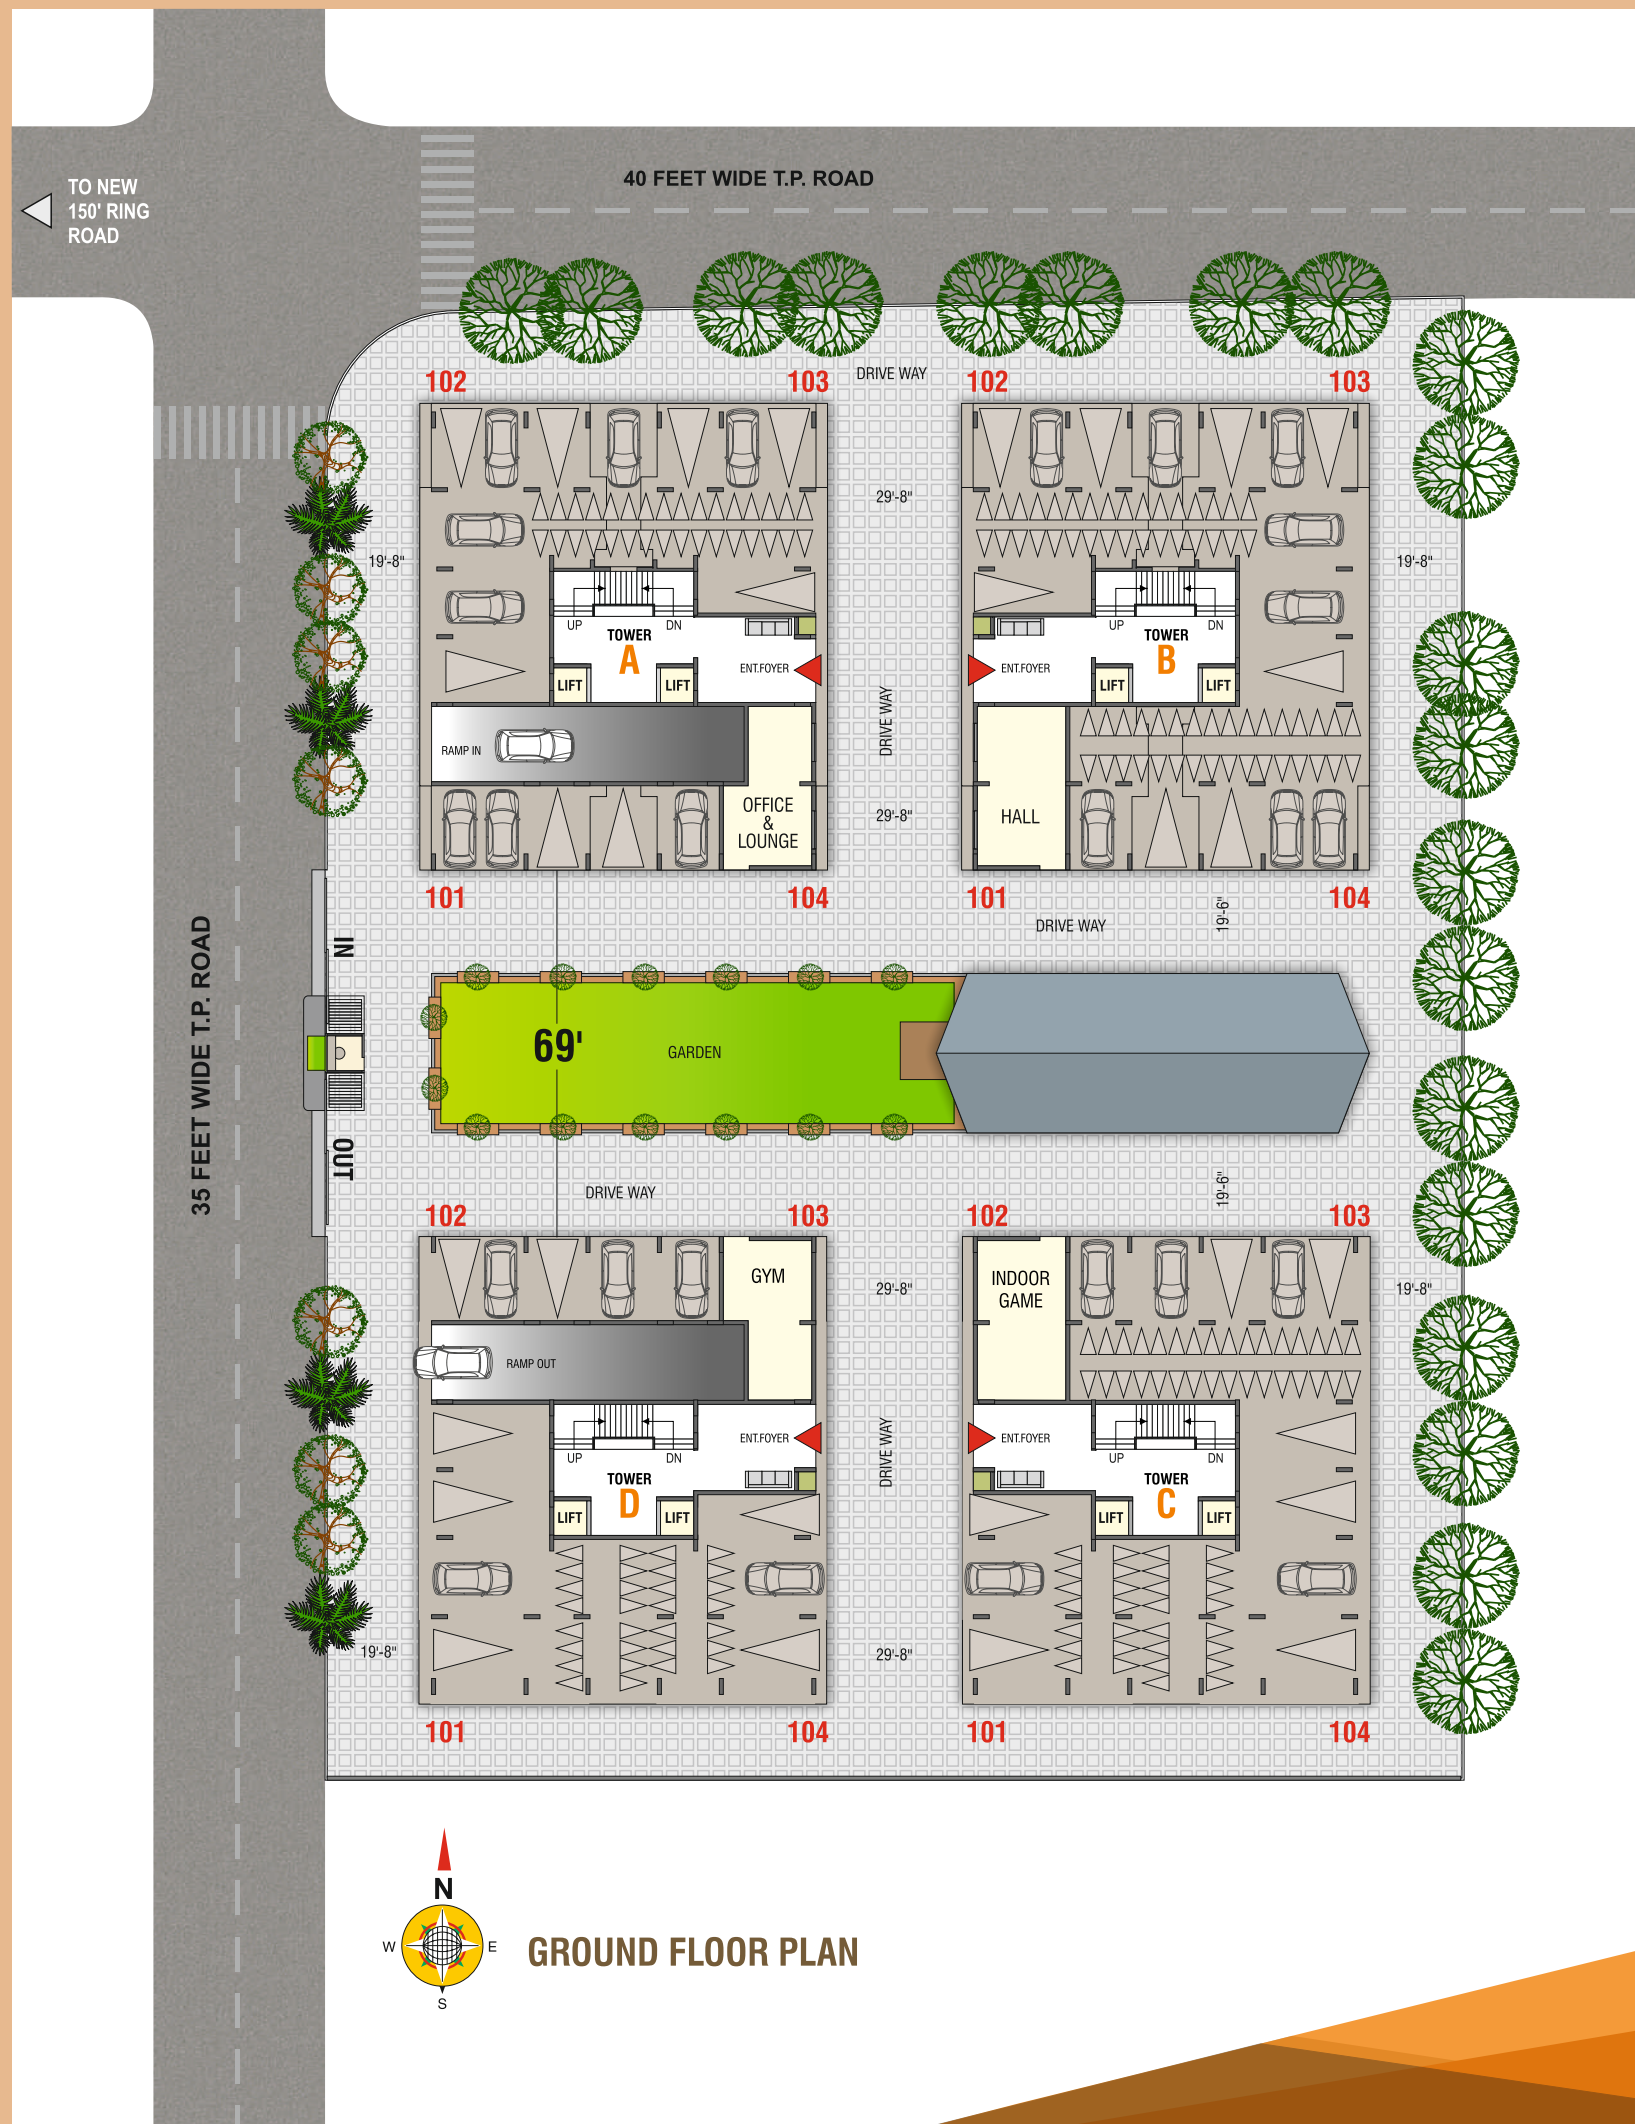 TO NEW
150' RING
ROAD
40 FEET WIDE T.P. ROAD
102
103
DRIVE WAY
102
103
29'-8"
19'-8"
19'-8"
UP
DN
TOWER
A
ENT.FOYER
LIFT
LIFT
UP
DN
TOWER
B
ENT.FOYER
LIFT
LIFT
DRIVE WAY
RAMP IN
OFFICE
&
LOUNGE
29'-8"
HALL
101
104
101
104
35 FEET WIDE T.P. ROAD
IN
DRIVE WAY
19'-6"
69'
GARDEN
OUT
DRIVE WAY
19'-6"
102
103
102
103
GYM
29'-8"
INDOOR
GAME
19'-8"
RAMP OUT
ENT.FOYER
UP
DN
TOWER
D
LIFT
LIFT
DRIVE WAY
ENT.FOYER
UP
DN
TOWER
C
LIFT
LIFT
19'-8"
29'-8"
101
104
101
104
N
W
E
S
GROUND FLOOR PLAN